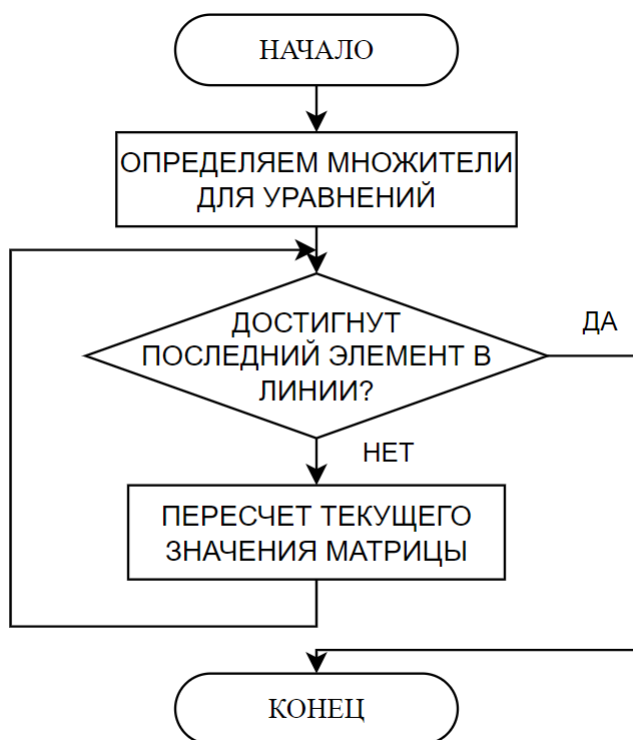 НАЧАЛО
ОПРЕДЕЛЯЕМ МНОЖИТЕЛИ
ДЛЯ УРАВНЕНИЙ
ДОСТИГНУТ
ПОСЛЕДНИЙ ЭЛЕМЕНТ В
ЛИНИИ?
ДА
НЕТ
ПЕРЕСЧЕТ ТЕКУЩЕГО
ЗНАЧЕНИЯ МАТРИЦЫ
КОНЕЦ